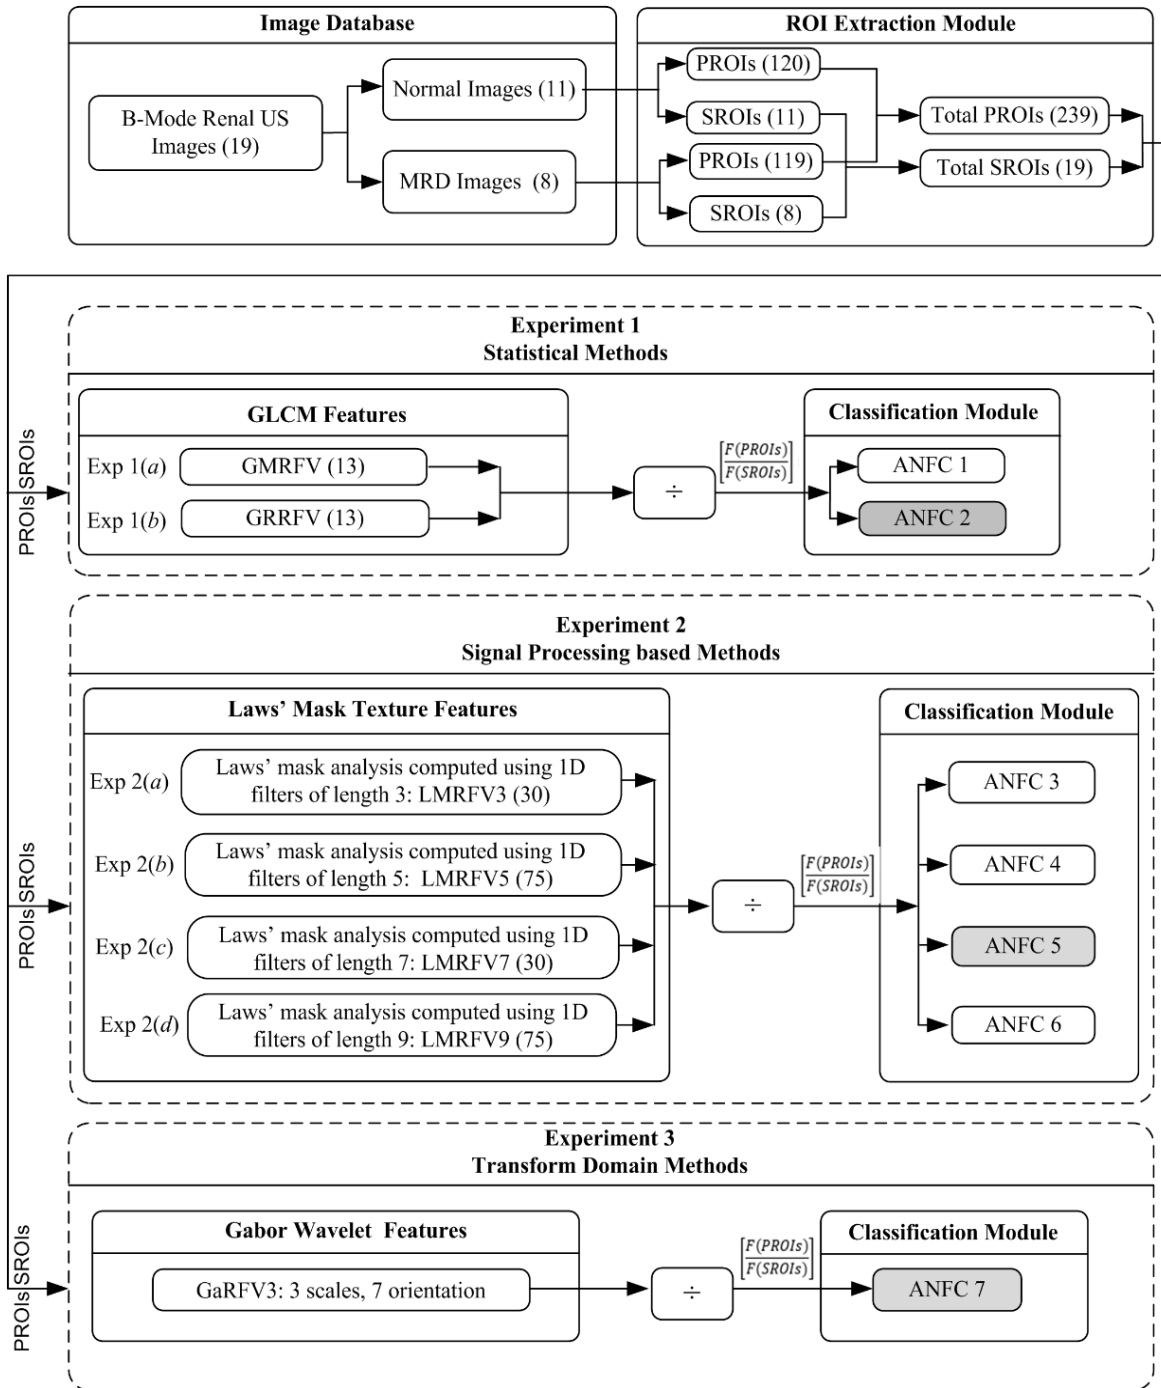 Image Database
B-Mode Renal US
Images (19)
Normal Images (11)
MRD Images (8)
ROI Extraction Module
PROIs (120)
SROIs (11)
PROIs (119)
SROIs (8)
Total PROIs (239)
Total SROIs (19)
PROIs SROIs
Experiment 1
Statistical Methods
GLCM Features
Exp 1(a)
GMRFV (13)
Exp 1(b)
GRRFV (13)
÷
[F(PROIs)
F(SROIs)]
Classification Module
ANFC 1
ANFC 2
PROIs SROIs
Experiment 2
Signal Processing based Methods
Laws’ Mask Texture Features
Exp 2(a)
Laws’ mask analysis computed using 1D
filters of length 3: LMRFV3 (30)
Exp 2(b)
Laws’ mask analysis computed using 1D
filters of length 5: LMRFV5 (75)
Exp 2(c)
Laws’ mask analysis computed using 1D
filters of length 7: LMRFV7 (30)
Exp 2(d)
Laws’ mask analysis computed using 1D
filters of length 9: LMRFV9 (75)
÷
[F(PROIs)
F(SROIs)]
Classification Module
ANFC 3
ANFC 4
ANFC 5
ANFC 6
PROIs SROIs
Experiment 3
Transform Domain Methods
Gabor Wavelet Features
GaRFV3: 3 scales, 7 orientation
÷
[F(PROIs)
F(SROIs)]
Classification Module
ANFC 7